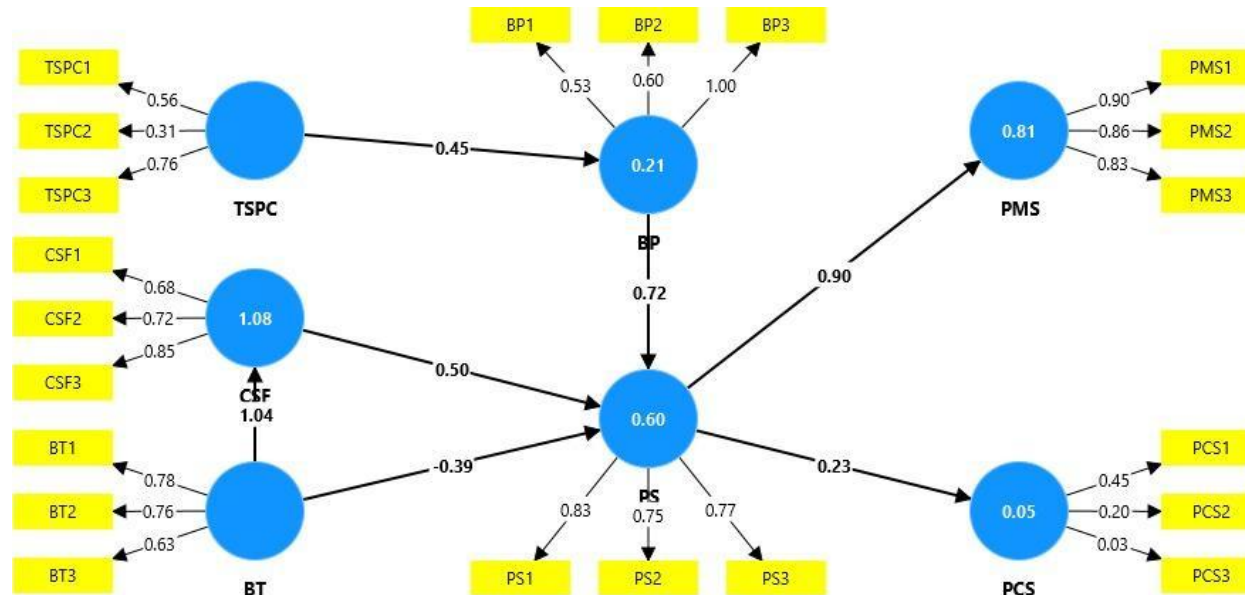 BP1
BP2
BP3
0.53
0.60
1.00
TSPC1
TSPC2
TSPC3
0.56
0.31
0.76
TSPC
0.45
0.21
BP
PMS1
PMS2
PMS3
0.90
0.86
0.83
0.81
PMS
CSF1
CSF2
CSF3
0.68
0.72
0.85
1.08
CSF
1.04
0.50
0.72
0.90
BT1
BT2
BT3
0.78
0.76
0.63
BT
-0.39
0.60
PS
0.83
0.75
0.77
PS1
PS2
PS3
0.23
0.05
PCS
0.45
0.20
0.03
PCS1
PCS2
PCS3